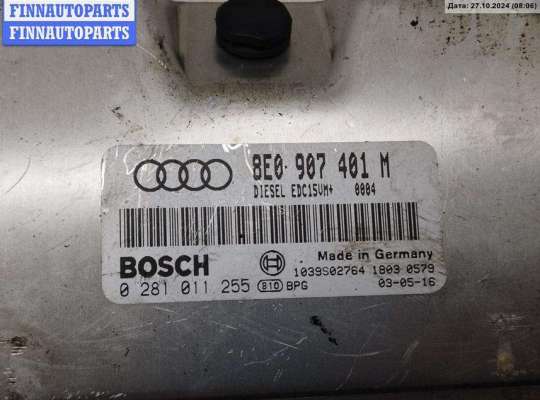 FINNAUTOPARTS
FINNAUTOPARTS
Дата: 27.10.2024 (08:06)
8E0 907 401 M
DIESEL EDC15VM+ 0004
BOSCH
Made in Germany
1039S02764 1803 0579
0 281 011 255 B10 BPG
03-05-16